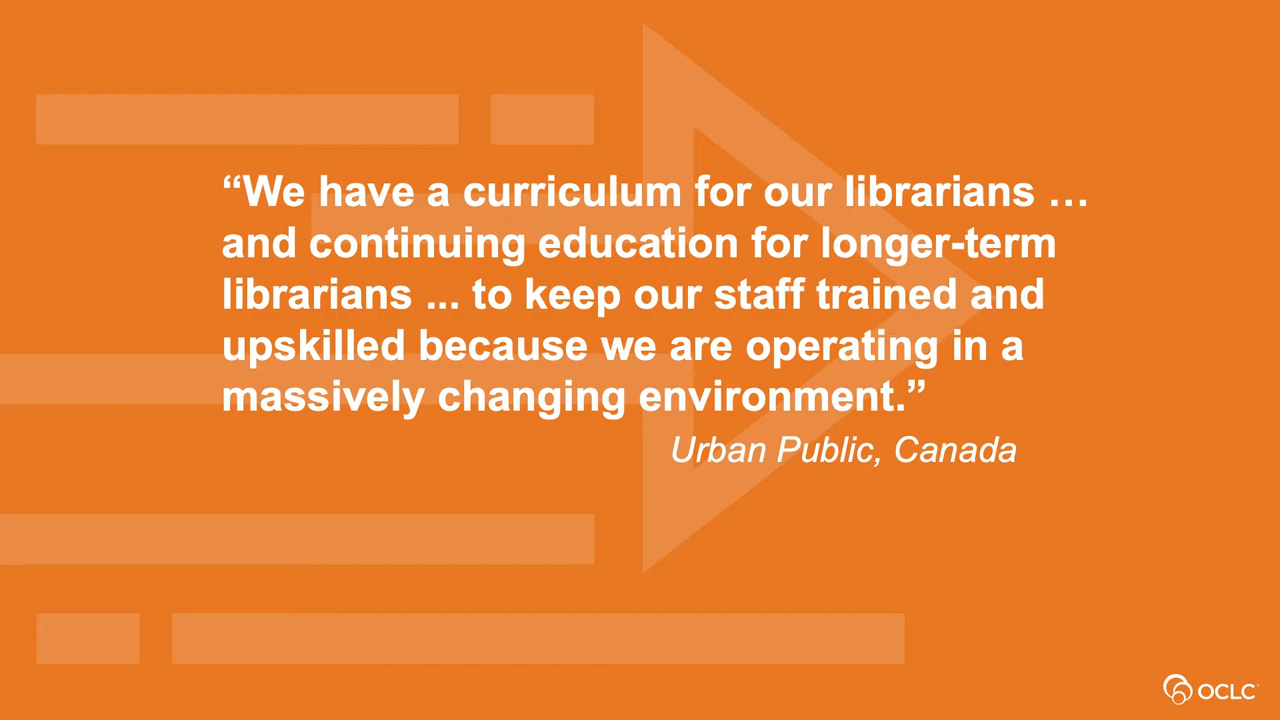 “We have a curriculum for our librarians …
and continuing education for longer-term
librarians ... to keep our staff trained and
upskilled because we are operating in a
massively changing environment.”
Urban Public, Canada
OCLC